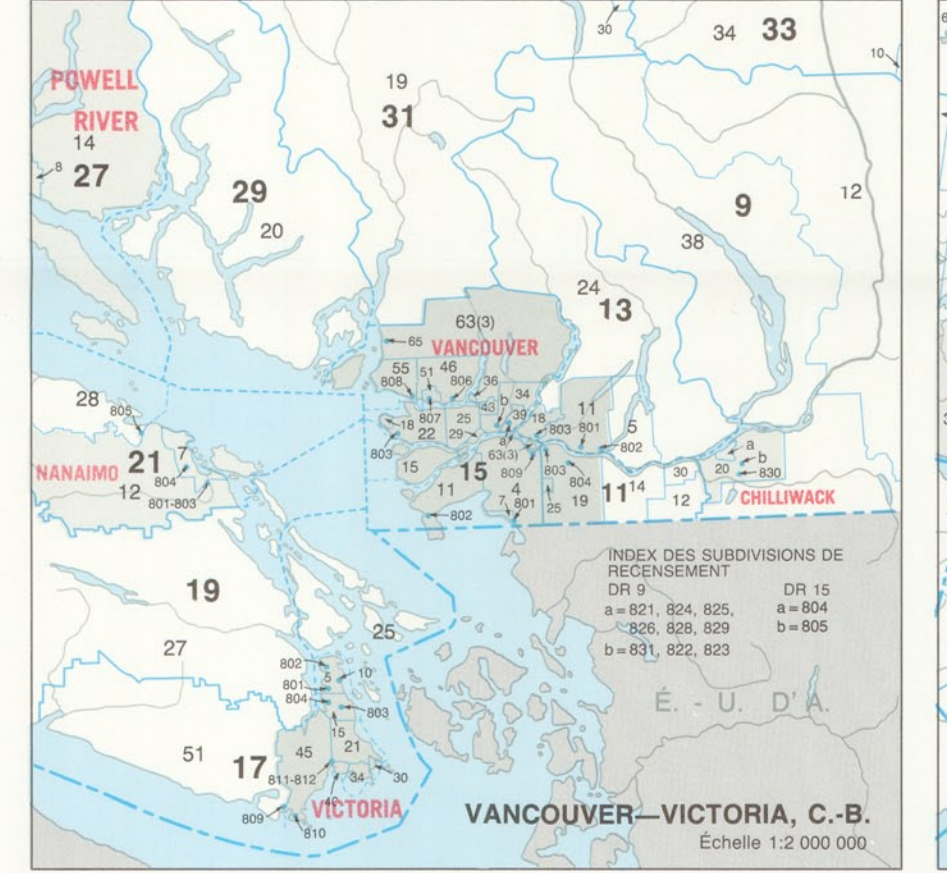 30
34 33
10
POWELL
19
RIVER
31
14
8
27
29
9
12
20
38
24
13
63(3)
65
VANCOUVER
55 51 46
808 806 36
28
805
807
43 b 34
25 39 18
11
18
22 29 a
803 801
5
802
803
63(3)
7
NANAIMO 21
804
15 15
809 803
804
a
20 b
830
30
12
801-803
11 4
7 801
25 19
11 14
12
CHILLIWACK
802
INDEX DES SUBDIVISIONS DE
RECENSEMENT
DR 9 DR 15
a = 821, 824, 825, a = 804
826, 828, 829 b = 805
b = 831, 822, 823
19
25
27
802
5 10
801
804
803
15
É. - U. D'A.
51
17
45 21
811-812 34 30
40
VICTORIA
809
810
VANCOUVER—VICTORIA, C.-B.
Échelle 1:2 000 000
6